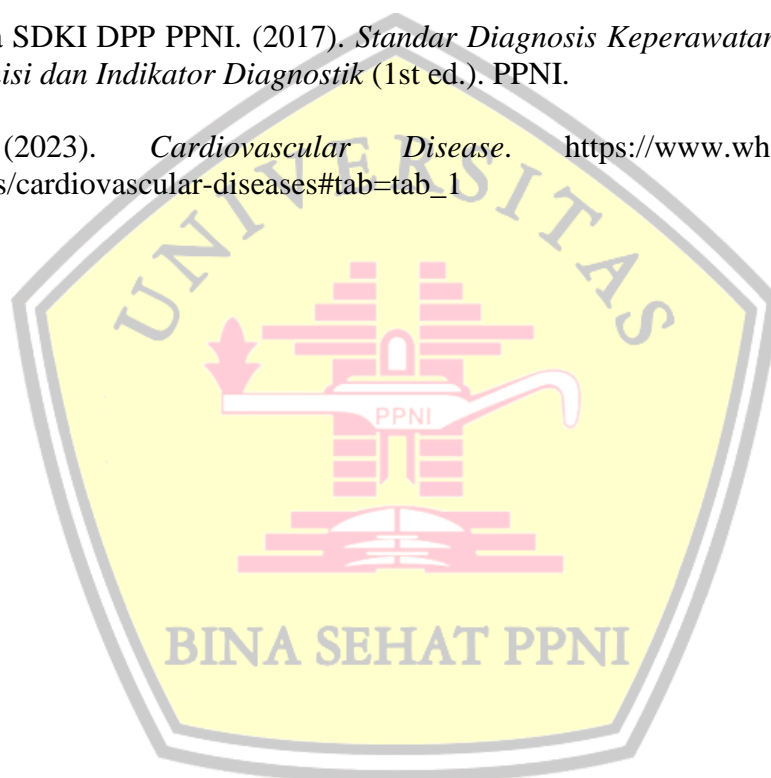 SDKI DPP PPNI. (2017). Standar Diagnosis Keperawatan
dan Indikator Diagnostik (1st ed.). PPNI.
(2023). Cardiovascular Disease. https://www.wh
s/cardiovascular-diseases#tab=tab_1
UNIVERSITAS
PPNI
BINA SEHAT PPNI